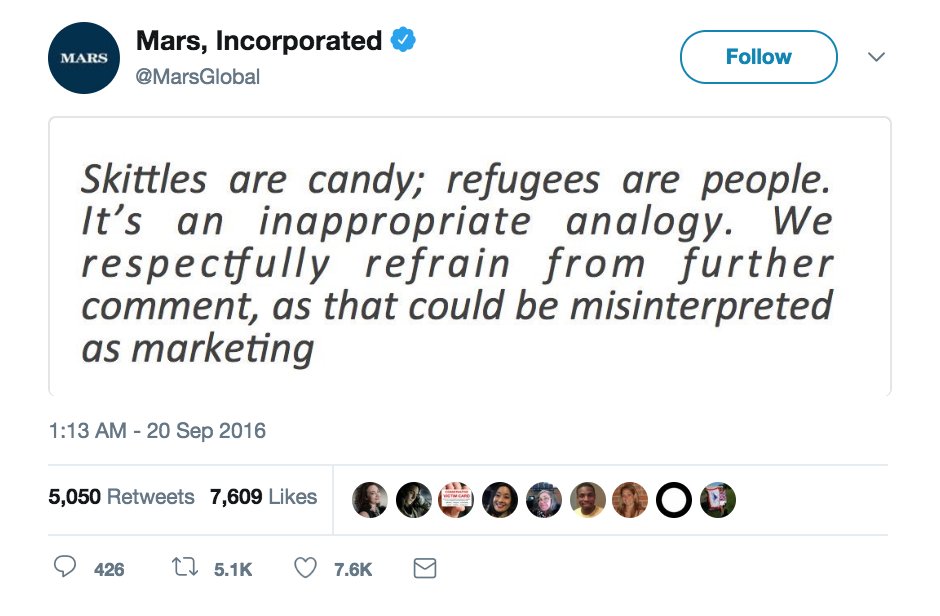 MARS
Mars, Incorporated
@MarsGlobal
Follow
Skittles are candy; refugees are people.
It's an inappropriate analogy. We
respectfully refrain from further
comment, as that could be misinterpreted
as marketing
1:13 AM - 20 Sep 2016
5,050 Retweets 7,609 Likes
VICTIM CARD
426 5.1K 7.6K